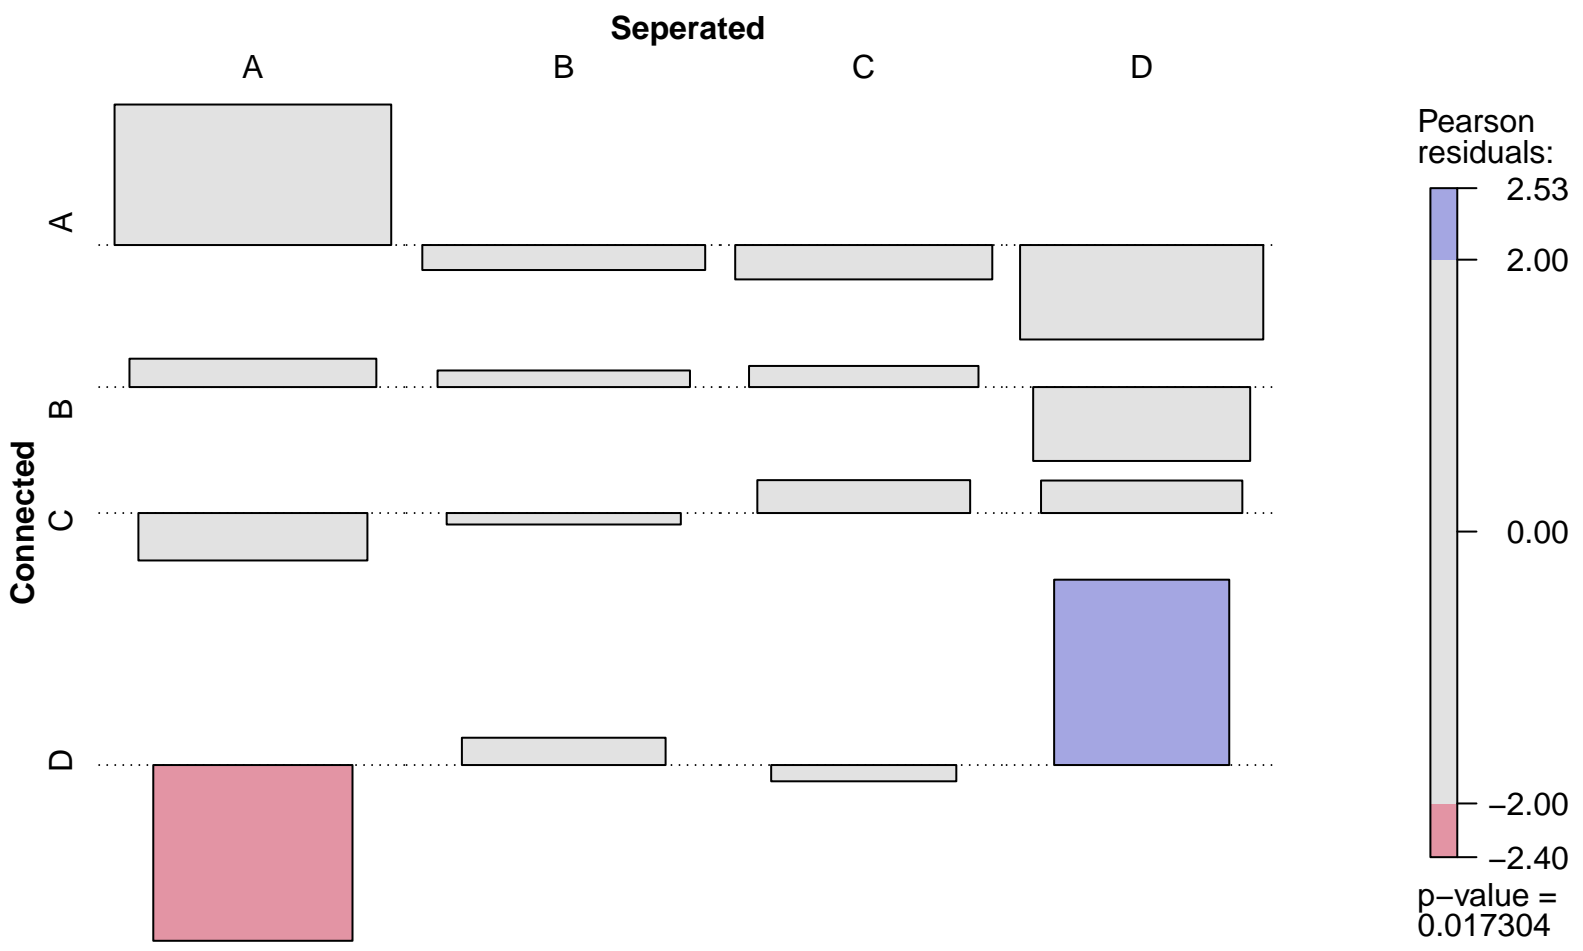 Seperated
A B C D
A
B
C
D
Connected
Pearson
residuals:
2.53
2.00
0.00
−2.00
−2.40
p−value =
0.017304